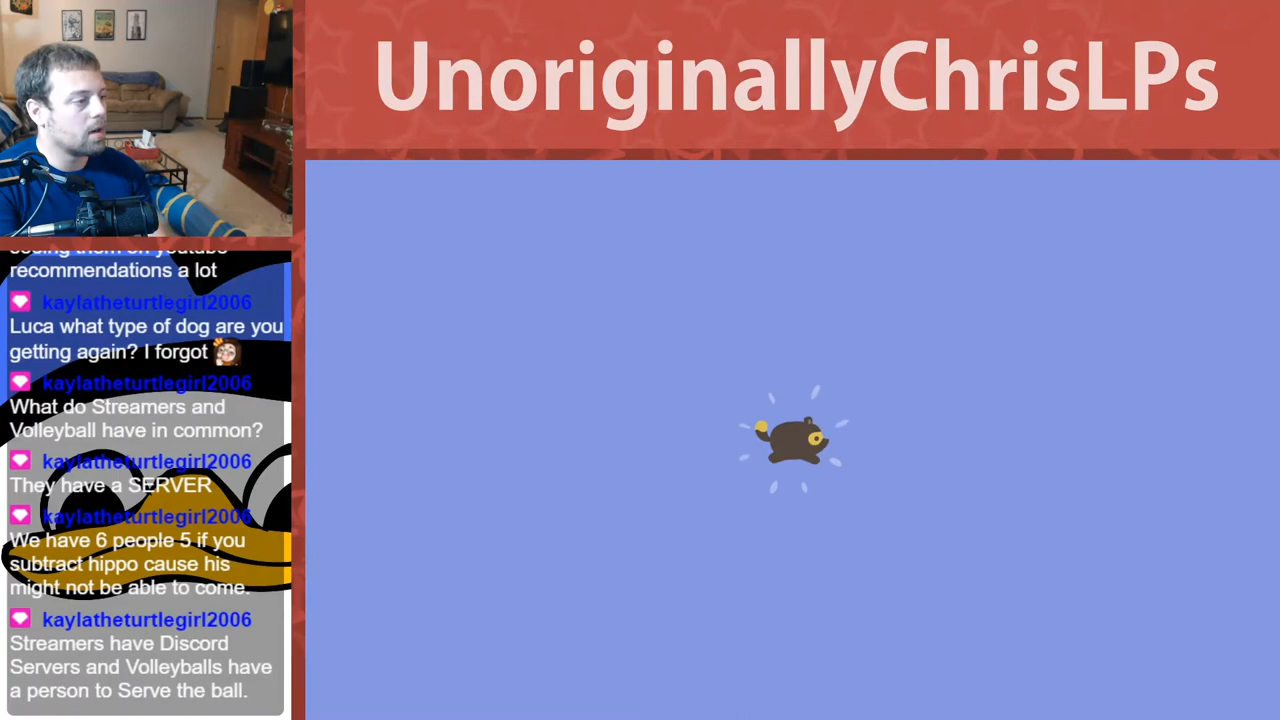 UnoriginallyChrisLPs
recommendations a lot
kaylatheturtlegirl2006
Luca what type of dog are you
getting again? I forgot
kaylatheturtlegirl2006
What do Streamers and
Volleyball have in common?
kaylatheturtlegirl2006
They have a SERVER
kaylatheturtlegirl2006
We have 6 people 5 if you
subtract hippo cause his
might not be able to come.
kaylatheturtlegirl2006
Streamers have Discord
Servers and Volleyballs have
a person to Serve the ball.